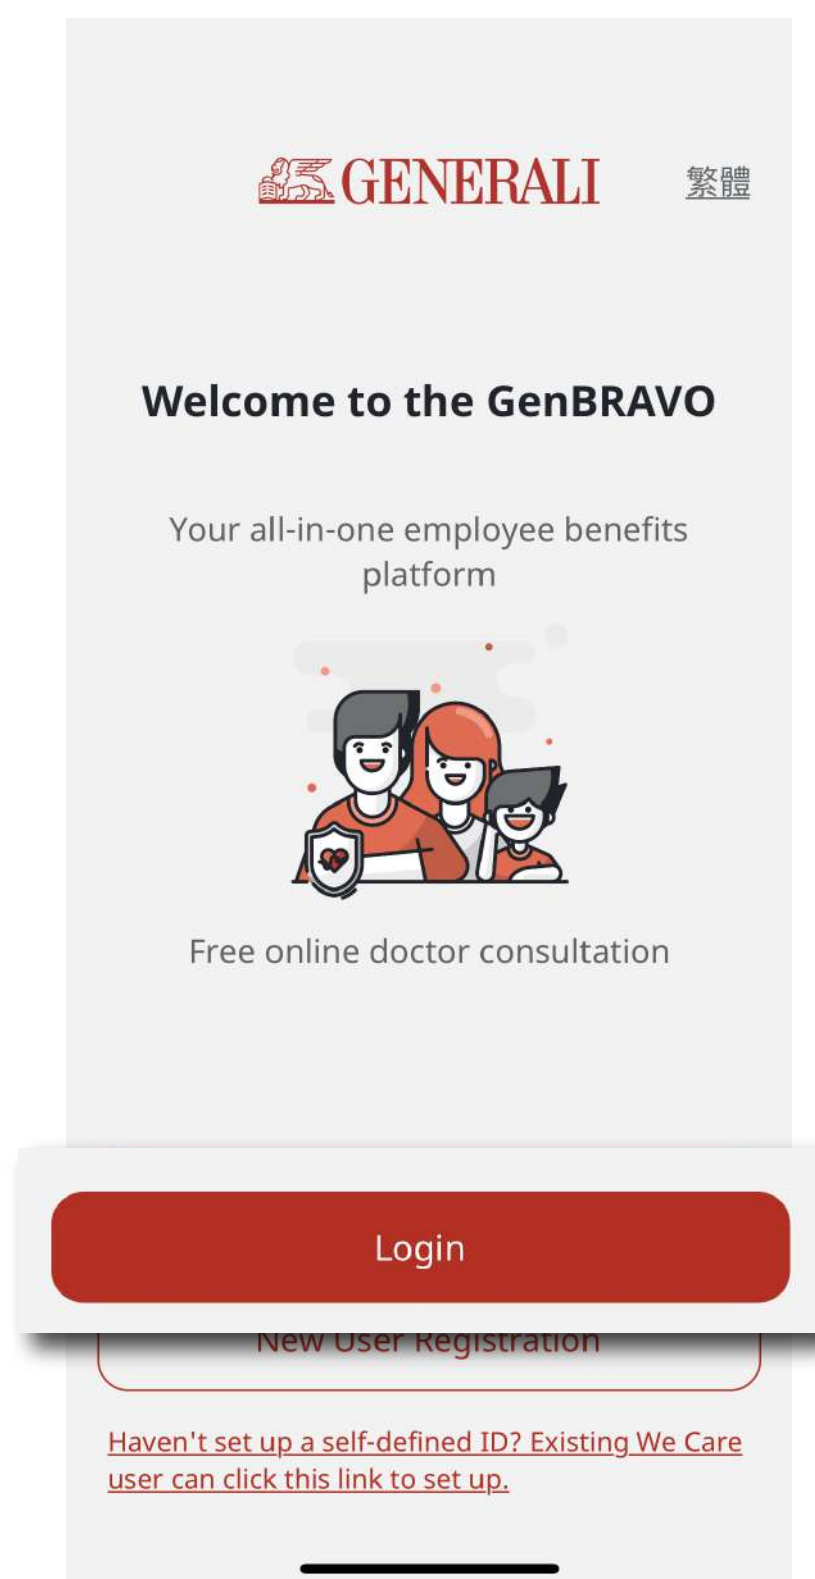 GENERALI
繁體
Welcome to the GenBRAVO
Your all-in-one employee benefits
platform
Free online doctor consultation
Login
New User Registration
Haven't set up a self-defined ID? Existing We Care
user can click this link to set up.